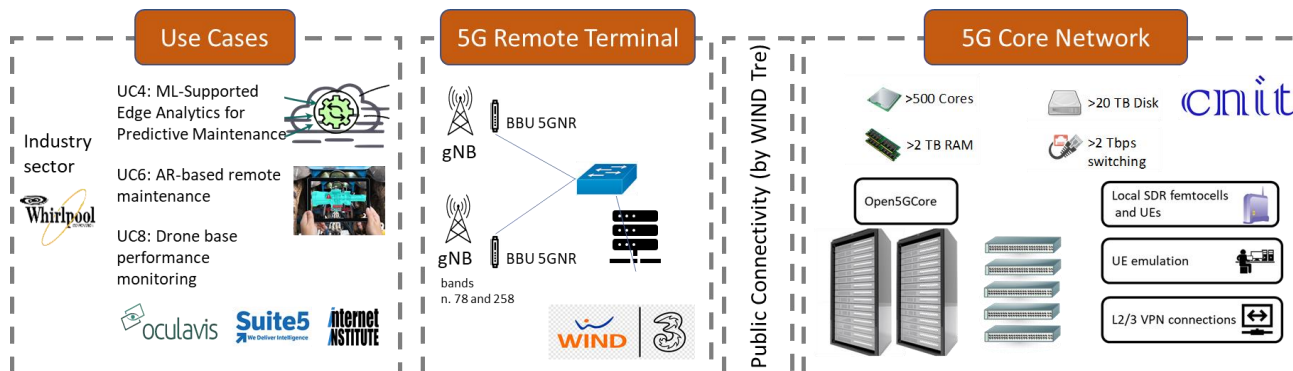 Use Cases
UC4: ML-Supported
Edge Analytics for
Predictive Maintenance
Industry
sector
Whirlpool
UC6: AR-based remote
maintenance
UC8: Drone base
performance
monitoring
oculavis
Suite5
We Deliver Intelligence
internet
INSTITUTE
5G Remote Terminal
BBU 5GNR
gNB
BBU 5GNR
gNB
bands
n. 78 and 258
WIND
3
Public Connectivity (by WIND Tre)
5G Core Network
>500 Cores
>20 TB Disk
cnit
>2 TB RAM
>2 Tbps
switching
Open5GCore
Local SDR femtocells
and UEs
UE emulation
L2/3 VPN connections